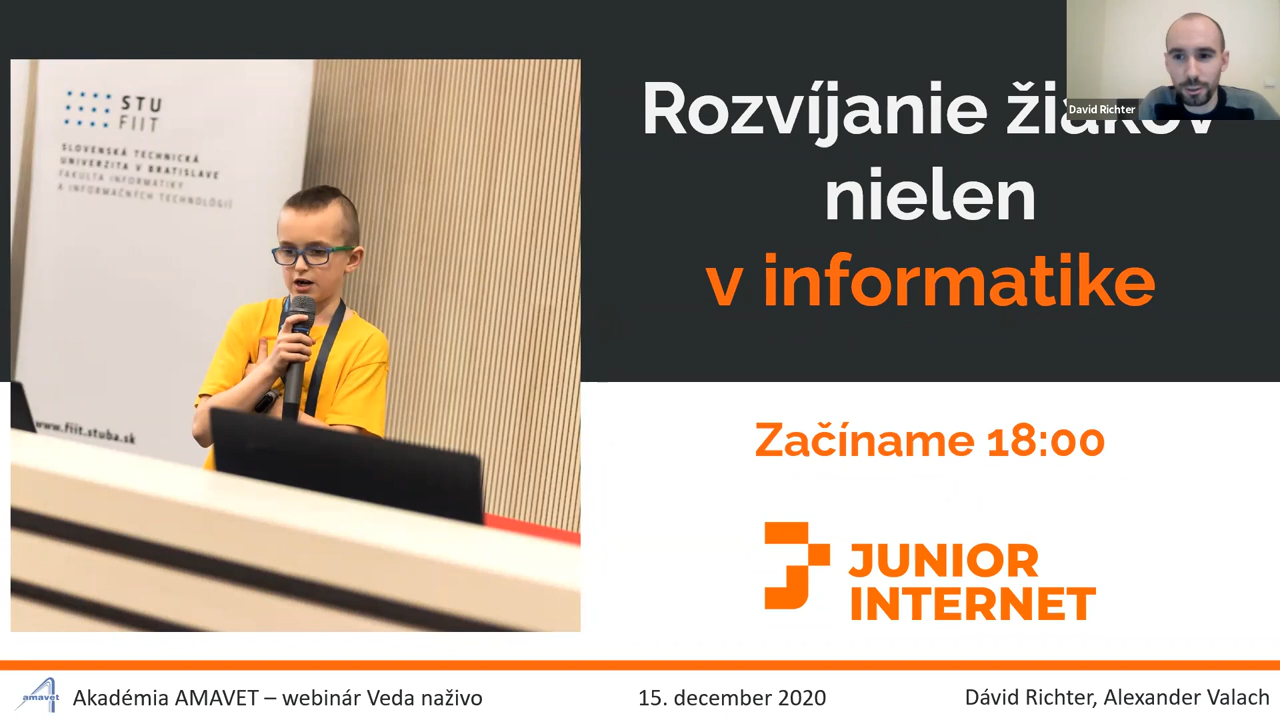 STU
FIIT
SLOVENSKÁ TECHNICKÁ
UNIVERZITA V BRATISLAVE
FAKULTA INFORMATIKY
A INFORMAČNÝCH TECHNOLÓGIÍ
www.fiit.stuba.sk
David Richter
Rozvíjanie žiakov
nielen
v informatike
Začíname 18:00
JUNIOR
INTERNET
amavet
Akadémia AMAVET – webinár Veda naživo
15. december 2020
Dávid Richter, Alexander Valach